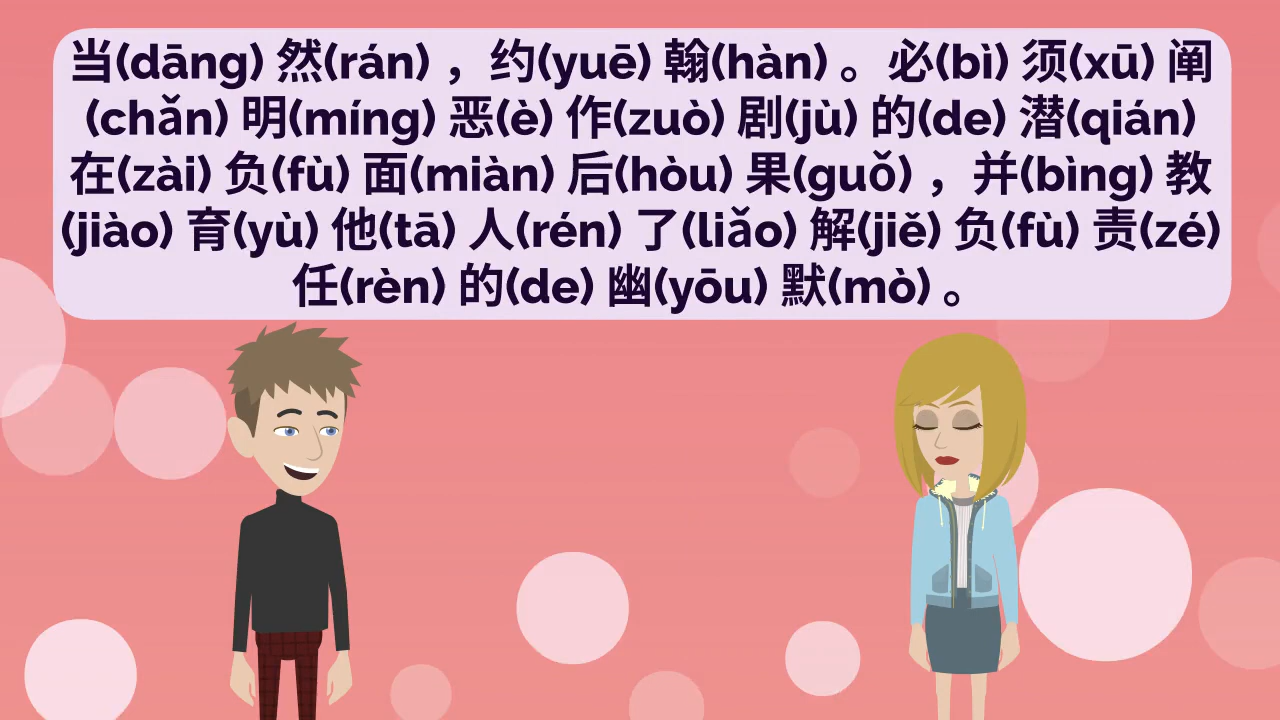 当(dāng) 然(rán) ，约(yuē) 翰(hàn) 。必(bì) 须(xū) 阐
(chǎn) 明(míng) 恶(è) 作(zuò) 剧(jù) 的(de) 潜(qián)
在(zài) 负(fù) 面(miàn) 后(hòu) 果(guǒ) ，并(bìng) 教
(jiào) 育(yù) 他(tā) 人(rén) 了(liǎo) 解(jiě) 负(fù) 责(zé)
任(rèn) 的(de) 幽(yōu) 默(mò) 。